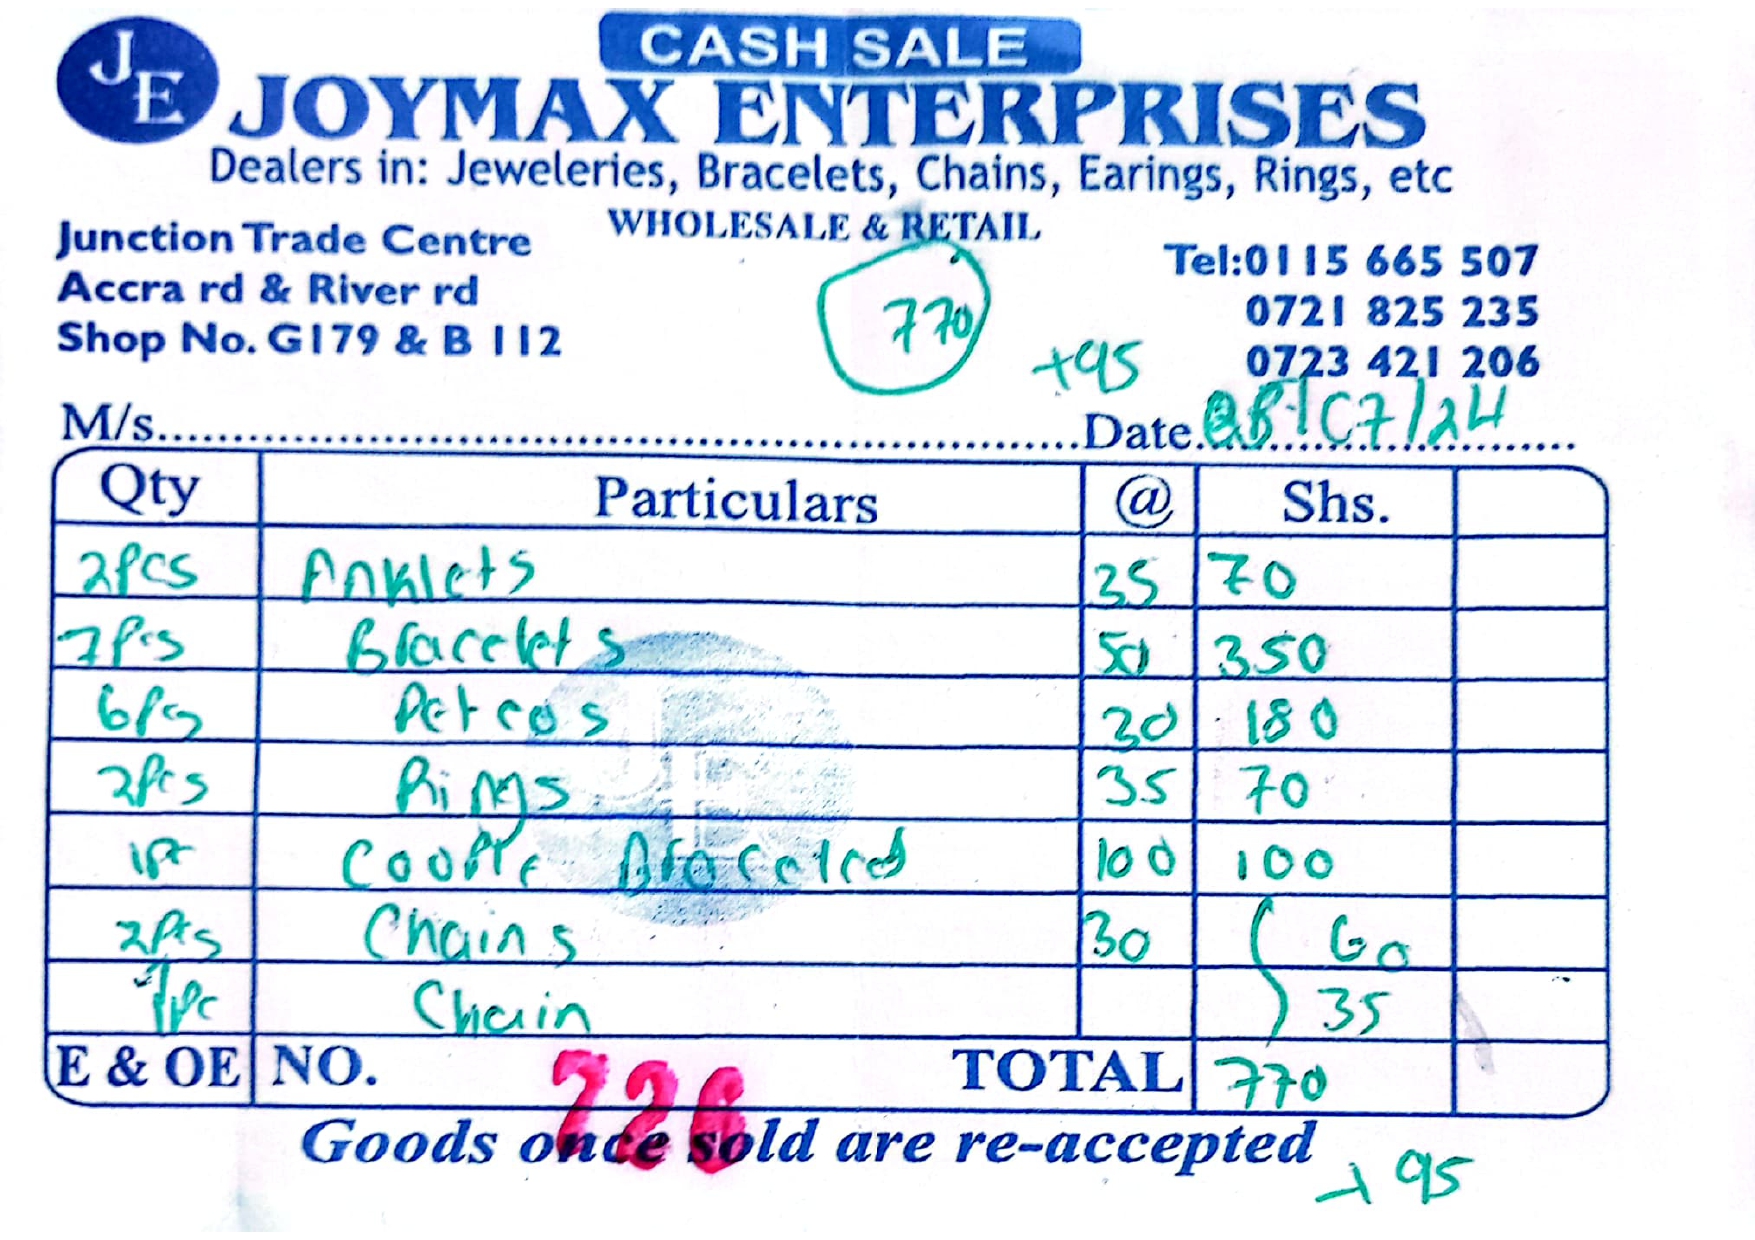 CASH SALE
JE JOYMAX ENTERPRISES
Dealers in: Jeweleries, Bracelets, Chains, Earings, Rings, etc
WHOLESALE & RETAIL
Junction Trade Centre
Accra rd & River rd
Shop No. G179 & B 112
Tel:0115 665 507
0721 825 235
0723 421 206
770
+95
M/s.......... Date. /07/24
Qty Particulars @ Shs.
2pcs Anklets 35 70
7pcs Bracelets 50 350
6pcs 30 180
2pcs Rings 35 70
1pc Couple 100 100
2pcs Chains 30 60
1pc Chain 35
E & OE NO. 226 TOTAL 770
Goods once sold are re-accepted
+ 95